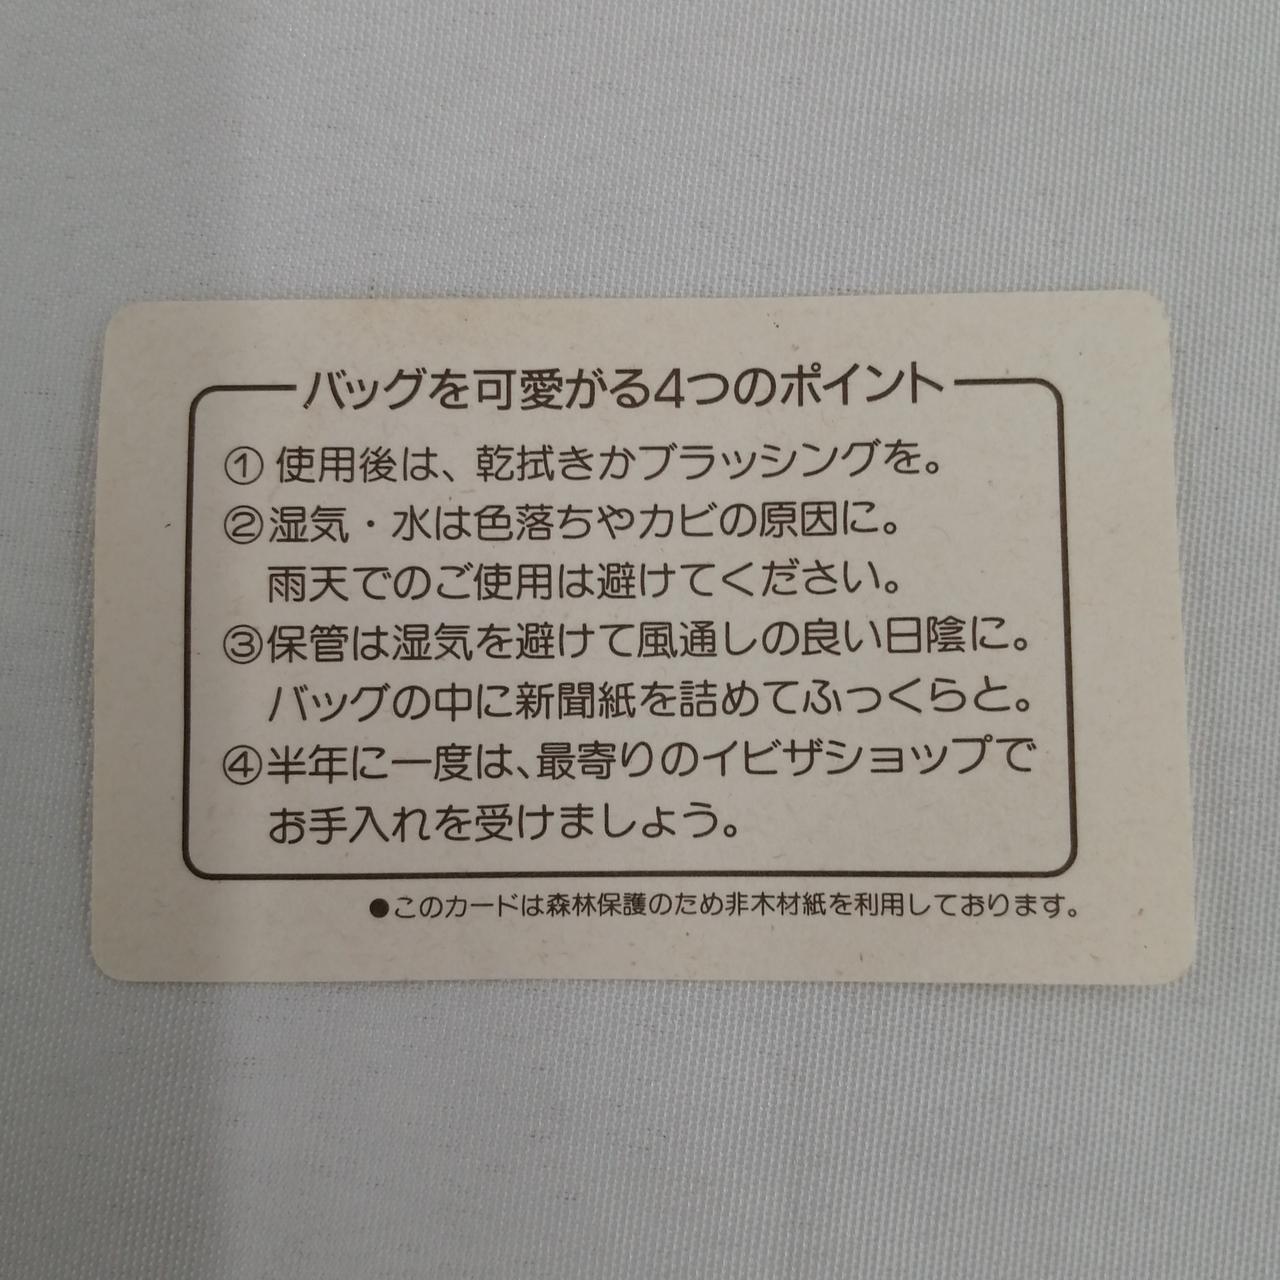 バッグを可愛がる4つのポイント
① 使用後は、乾拭きかブラッシングを。
②湿気・水は色落ちやカビの原因に。
雨天でのご使用は避けてください。
③保管は湿気を避けて風通しの良い日陰に。
バッグの中に新聞紙を詰めてふっくらと。
④半年に一度は、最寄りのイビザショップで
お手入れを受けましょう。
●このカードは森林保護のため非木材紙を利用しております。